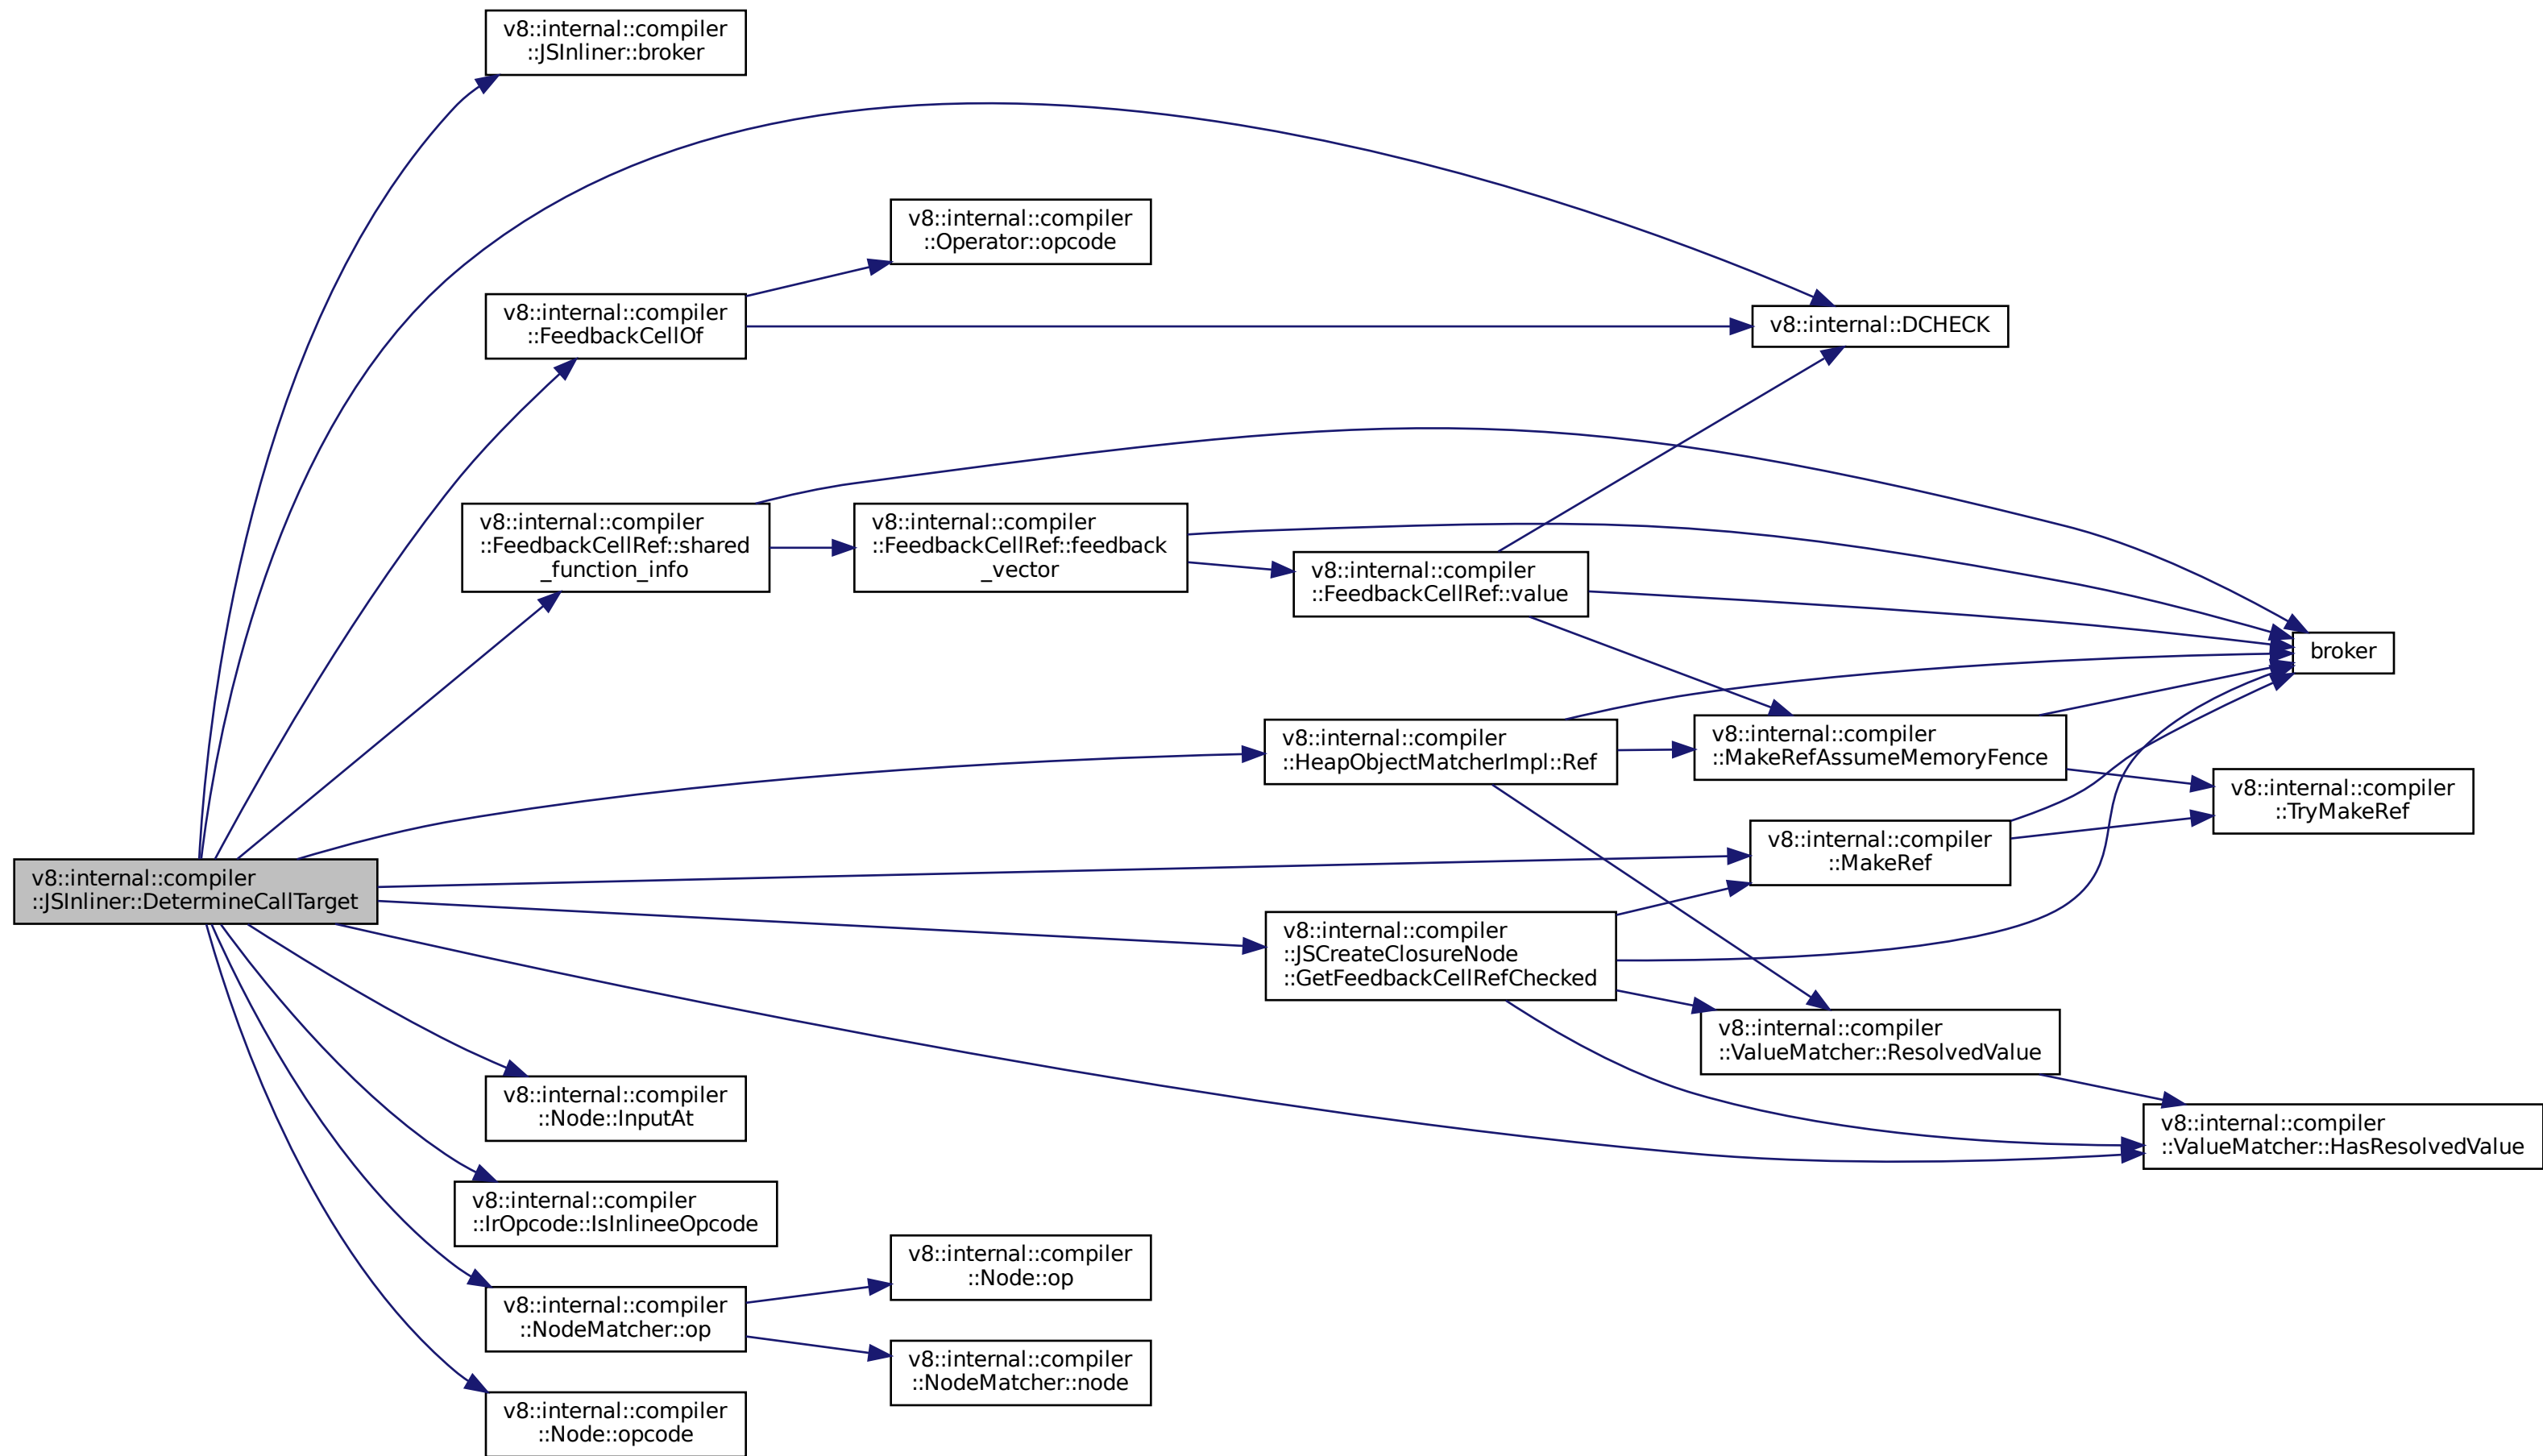 v8::internal::compiler
::JSInliner::broker
v8::internal::compiler
::Operator::opcode
v8::internal::compiler
::FeedbackCellOf
v8::internal::DCHECK
v8::internal::compiler
::FeedbackCellRef::shared
_function_info
v8::internal::compiler
::FeedbackCellRef::feedback
_vector
v8::internal::compiler
::FeedbackCellRef::value
broker
v8::internal::compiler
::HeapObjectMatcherImpl::Ref
v8::internal::compiler
::MakeRefAssumeMemoryFence
v8::internal::compiler
::TryMakeRef
v8::internal::compiler
::MakeRef
v8::internal::compiler
::JSInliner::DetermineCallTarget
v8::internal::compiler
::JSCreateClosureNode
::GetFeedbackCellRefChecked
v8::internal::compiler
::ValueMatcher::ResolvedValue
v8::internal::compiler
::Node::InputAt
v8::internal::compiler
::ValueMatcher::HasResolvedValue
v8::internal::compiler
::IrOpcode::IsInlineeOpcode
v8::internal::compiler
::Node::op
v8::internal::compiler
::NodeMatcher::op
v8::internal::compiler
::NodeMatcher::node
v8::internal::compiler
::Node::opcode